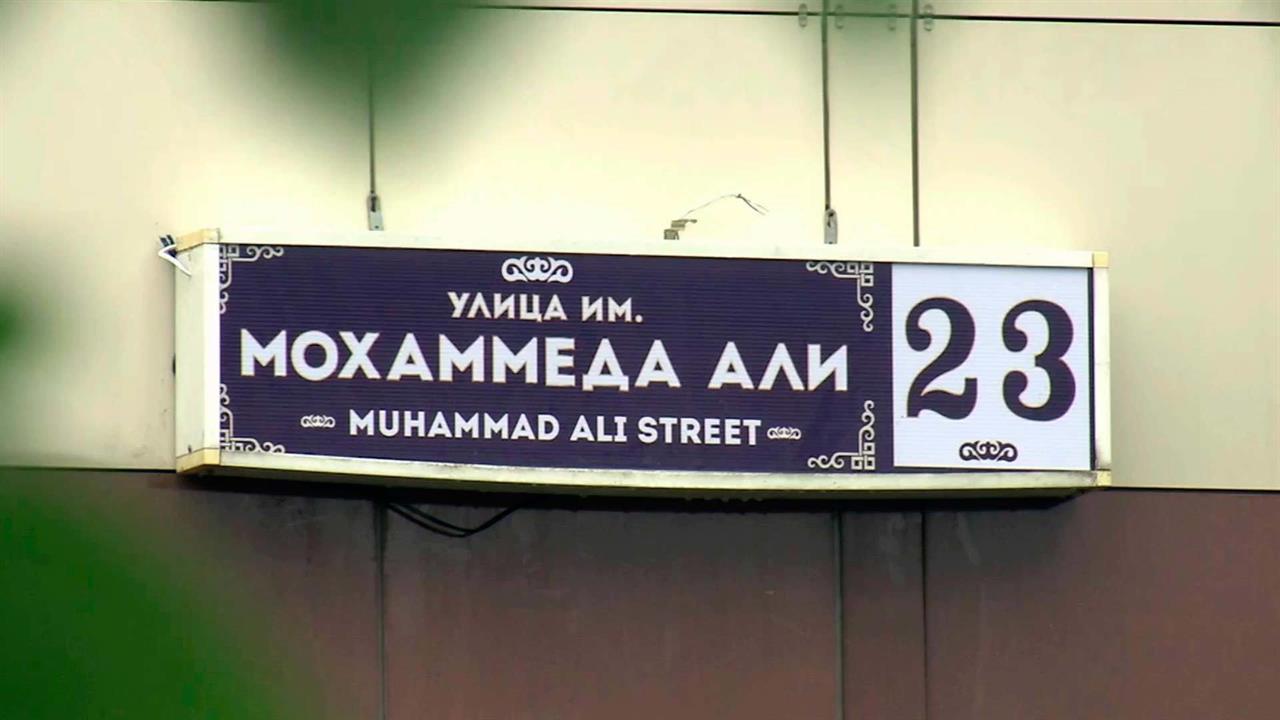 УЛИЦА ИМ.
МОХАММЕДА АЛИ
MUHAMMAD ALI STREET
23